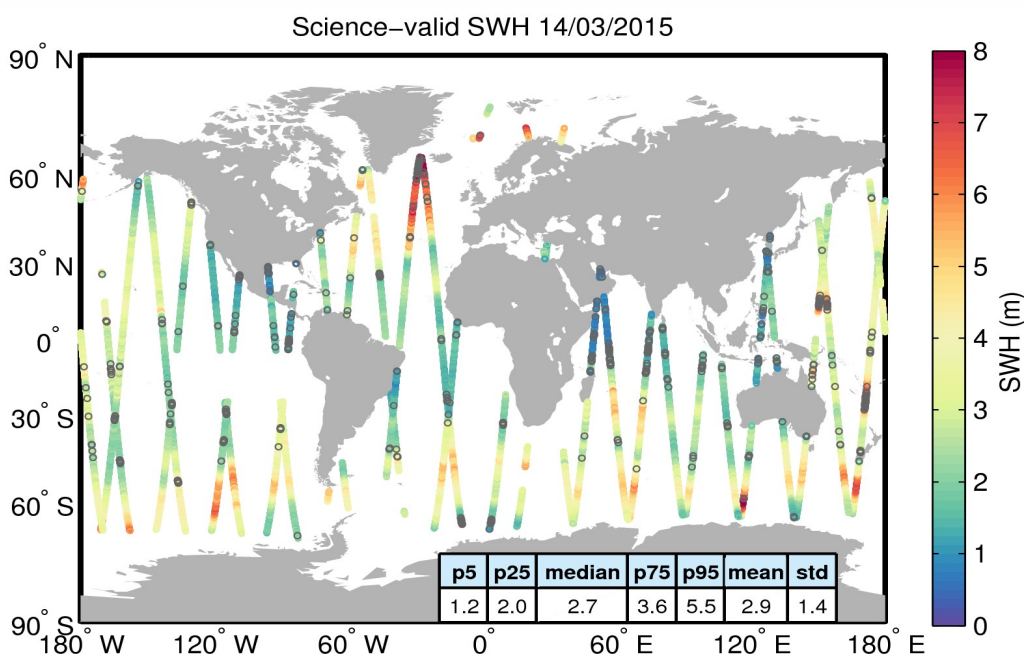 Science−valid SWH 14/03/2015
90° N
60° N
30° N
0°
30° S
60° S
90° S
180° W
120° W
60° W
0°
60° E
120° E
180° E
p5 p25 median p75 p95 mean std
1.2 2.0 2.7 3.6 5.5 2.9 1.4
8
7
6
5
4
3
2
1
0
SWH (m)